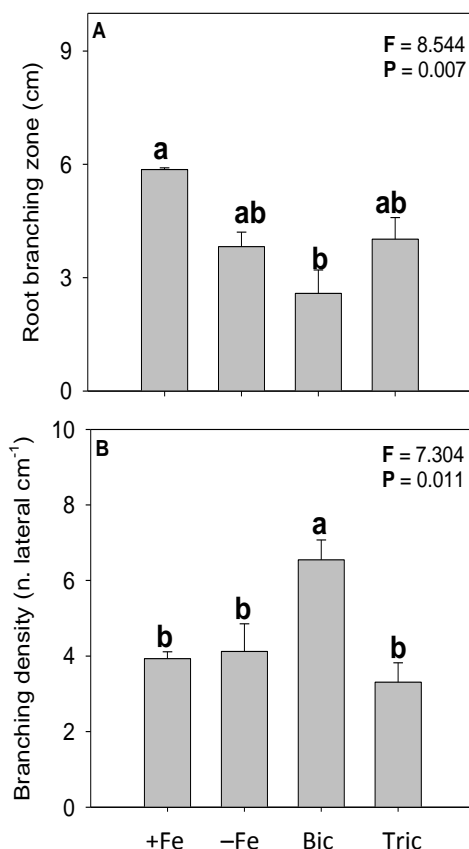 A
F = 8.544
P = 0.007
Root branching zone (cm)
9
6
3
0
a
ab
b
ab
B
F = 7.304
P = 0.011
Branching density (n. lateral cm⁻¹)
10
8
6
4
2
0
b
b
a
b
+Fe –Fe Bic Tric